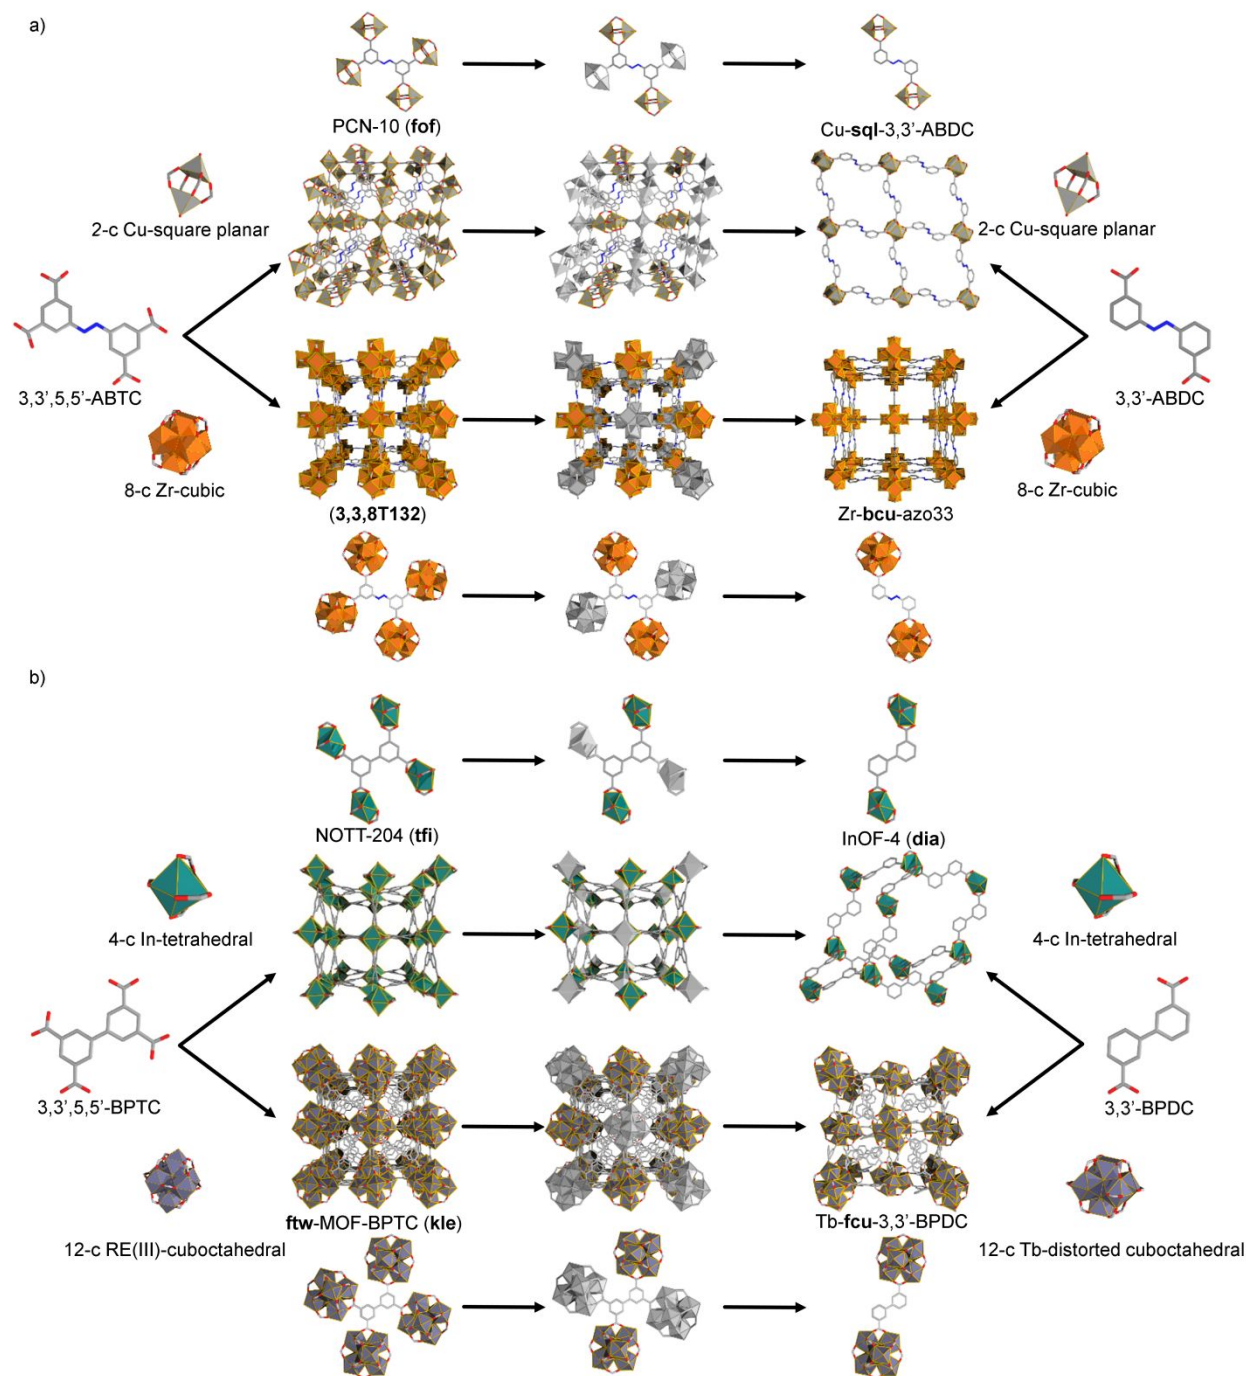 a)
PCN-10 (fof)
Cu-sql-3,3'-ABDC
2-c Cu-square planar
2-c Cu-square planar
3,3',5,5'-ABTC
3,3'-ABDC
8-c Zr-cubic
8-c Zr-cubic
(3,3,8T132)
Zr-bcu-azo33
b)
NOTT-204 (tfi)
InOF-4 (dia)
4-c In-tetrahedral
4-c In-tetrahedral
3,3',5,5'-BPTC
3,3'-BPDC
ftw-MOF-BPTC (kle)
Tb-fcu-3,3'-BPDC
12-c RE(III)-cuboctahedral
12-c Tb-distorted cuboctahedral